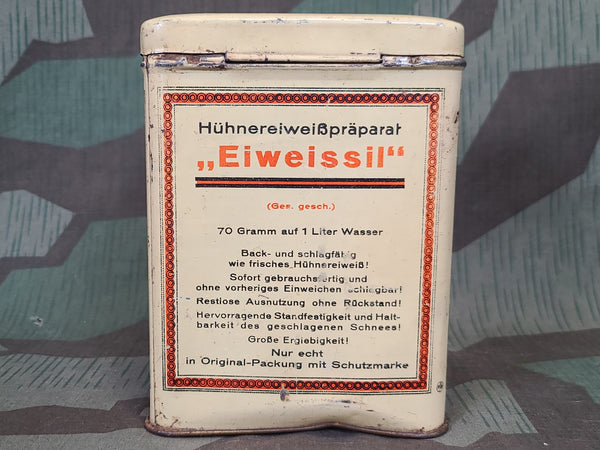 Hühnereiweißpräparat
„Eiweissil“
(Ges. gesch.)
70 Gramm auf 1 Liter Wasser
Back- und schlagfähig
wie frisches Hühnereiweiß!
Sofort gebrauchsfertig und
ohne vorheriges Einweichen schlagbar!
Restlose Ausnutzung ohne Rückstand!
Hervorragende Standfestigkeit und Halt-
barkeit des geschlagenen Schnees!
Große Ergiebigkeit!
Nur echt
in Original-Packung mit Schutzmarke